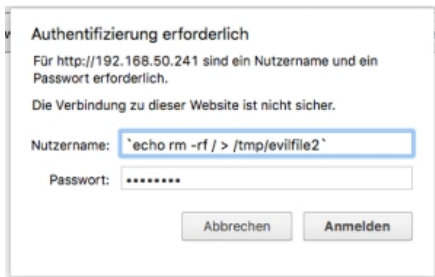 Authentifizierung erforderlich
Für http://192.168.50.241 sind ein Nutzername und ein
Passwort erforderlich.
Die Verbindung zu dieser Website ist nicht sicher.
Nutzername: `echo rm -rf / > /tmp/evilfile2`
Passwort: ••••••••
Abbrechen Anmelden